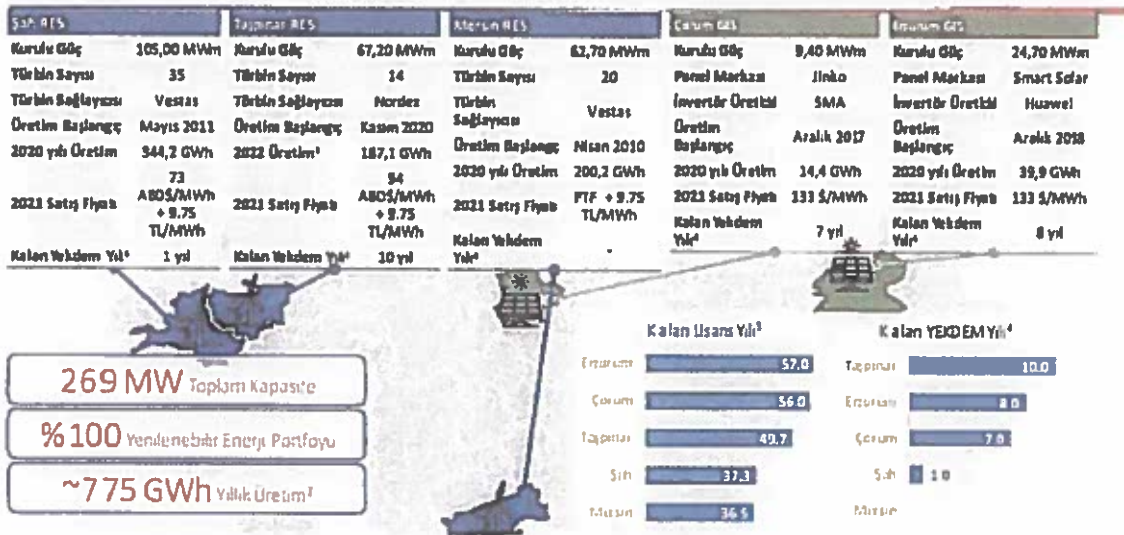 Şah RES
Kurulu Güç 105,00 MWm
Türbin Sayısı 35
Türbin Sağlayıcısı Vestas
Üretim Başlangıç Mayıs 2011
2020 yılı Üretim 344,2 GWh
2021 Satış Fiyatı 73 ABD$/MWh + 9.75 TL/MWh
Kalan Yekdem Yılı⁴ 1 yıl
Taşpınar RES
Kurulu Güç 67,20 MWm
Türbin Sayısı 14
Türbin Sağlayıcısı Nordex
Üretim Başlangıç Kasım 2020
2022 Üretim¹ 187,1 GWh
2021 Satış Fiyatı 94 ABD$/MWh + 9.75 TL/MWh
Kalan Yekdem Yılı⁴ 10 yıl
Mersin RES
Kurulu Güç 62,70 MWm
Türbin Sayısı 20
Türbin Sağlayıcısı Vestas
Üretim Başlangıç Nisan 2010
2020 yılı Üretim 200,2 GWh
2021 Satış Fiyatı PTF + 9.75 TL/MWh
Kalan Yekdem Yılı⁴ -
Çorum GES
Kurulu Güç 9,40 MWm
Panel Markası Jinko
İnvertör Üreticisi SMA
Üretim Başlangıç Aralık 2017
2020 yılı Üretim 14,4 GWh
2021 Satış Fiyatı 133 $/MWh
Kalan Yekdem Yılı⁴ 7 yıl
Erzurum GES
Kurulu Güç 24,70 MWm
Panel Markası Smart Solar
İnvertör Üreticisi Huawei
Üretim Başlangıç Aralık 2018
2020 yılı Üretim 39,9 GWh
2021 Satış Fiyatı 133 $/MWh
Kalan Yekdem Yılı⁴ 8 yıl
269 MW Toplam Kapasite
%100 Yenilenebilir Enerji Portföyü
~775 GWh Yıllık Üretim²
Kalan Lisans Yılı³
Erzurum 57.0
Çorum 56.0
Taşpınar 49.7
Şah 37.3
Mersin 36.5
Kalan YEKDEM Yılı⁴
Taşpınar 10.0
Erzurum 8.0
Çorum 7.0
Şah 1.0
Mersin